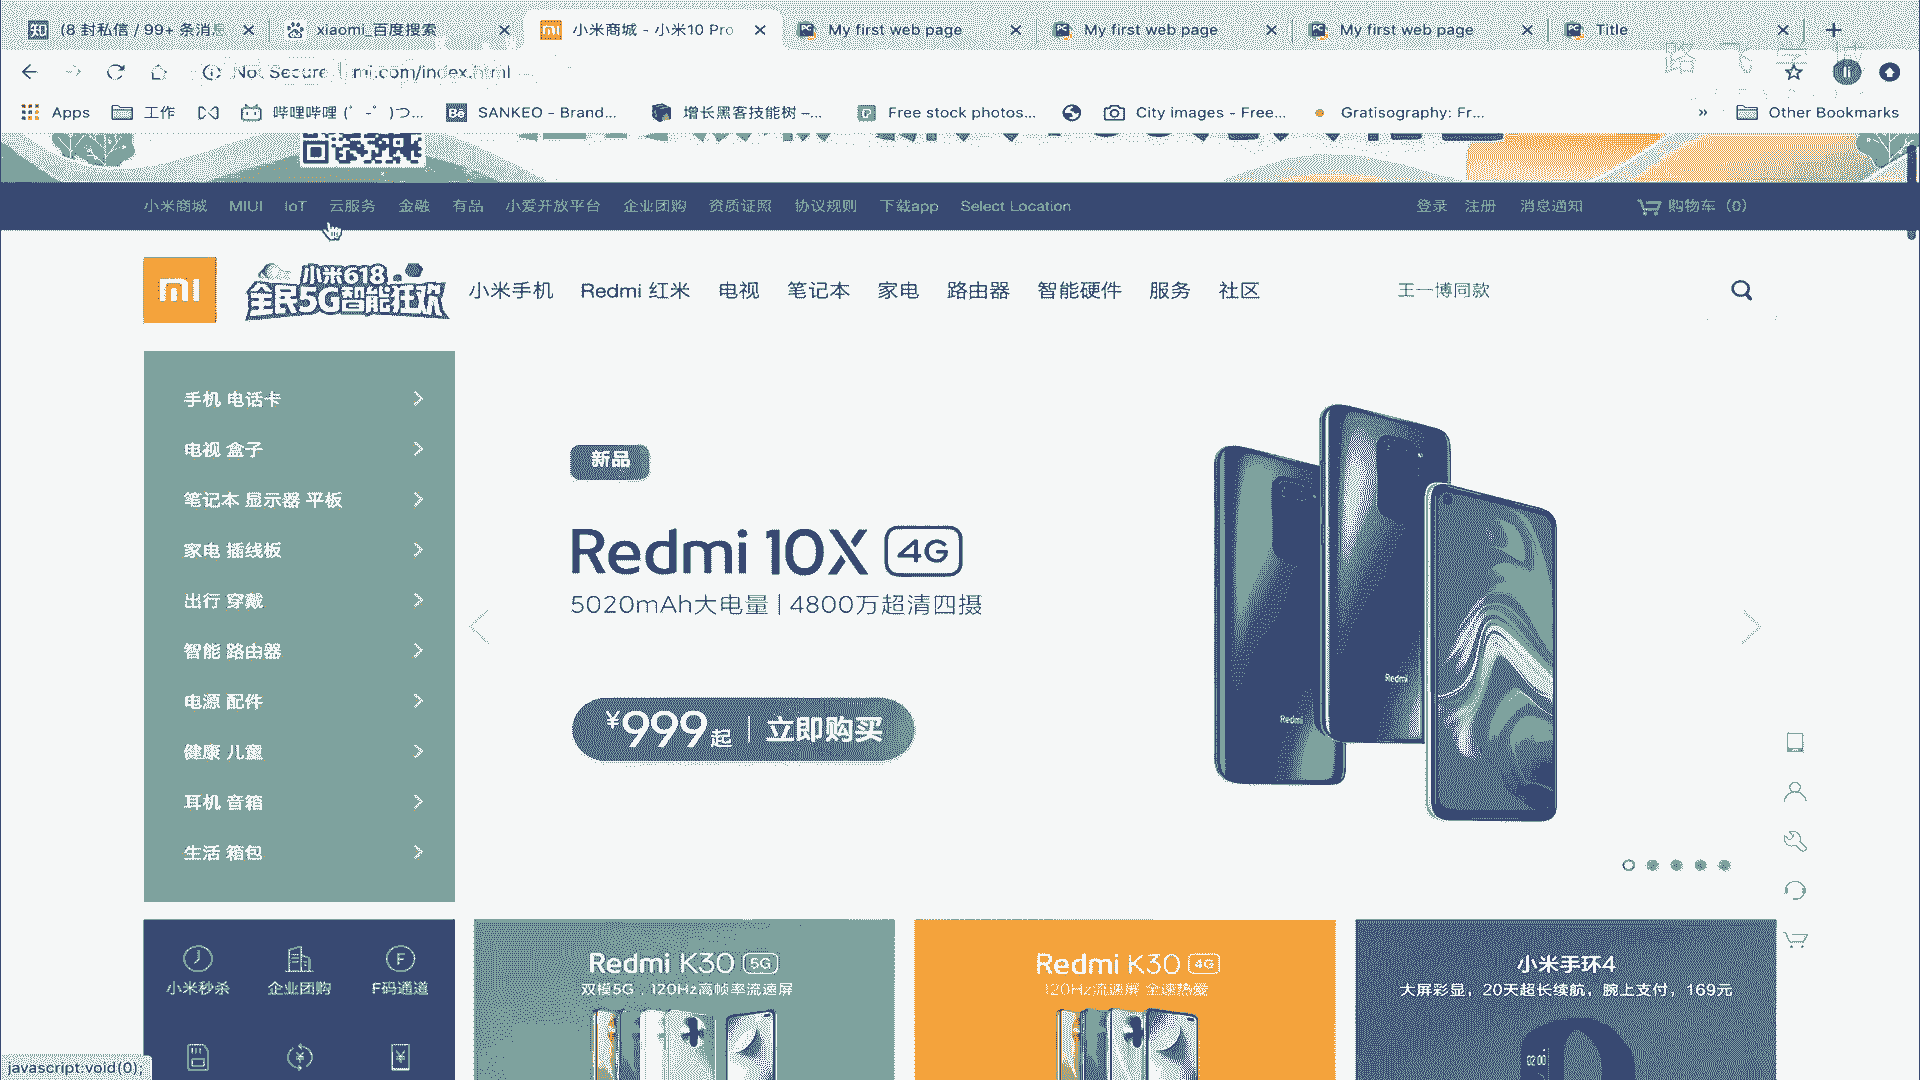 (8 封私信 / 99+ 条消息
xiaomi_百度搜索
小米商城 - 小米10 Pro
My first web page
My first web page
My first web page
Title
Not Secure | mi.com/index.html
Apps
工作
哔哩哔哩 (゜-゜)つ...
SANKEO - Brand...
增长黑客技能树 –...
Free stock photos...
City images - Free...
Gratisography: Fr...
Other Bookmarks
小米商城 MIUI IoT 云服务 金融 有品 小爱开放平台 企业团购 资质证照 协议规则 下载app Select Location
登录 注册 消息通知 购物车（0）
小米618
全民5G智能狂欢
小米手机 Redmi 红米 电视 笔记本 家电 路由器 智能硬件 服务 社区
王一博同款
手机 电话卡
电视 盒子
笔记本 显示器 平板
家电 插线板
出行 穿戴
智能 路由器
电源 配件
健康 儿童
耳机 音箱
生活 箱包
新品
Redmi 10X 4G
5020mAh大电量 | 4800万超清四摄
¥999起 | 立即购买
Redmi
Redmi
小米秒杀
企业团购
F码通道
Redmi K30 5G
双模5G，120Hz高帧率流速屏
Redmi K30 4G
120Hz流速屏 全速热爱
小米手环4
大屏彩显，20天超长续航，腕上支付，169元
02:00
javascript:void(0);